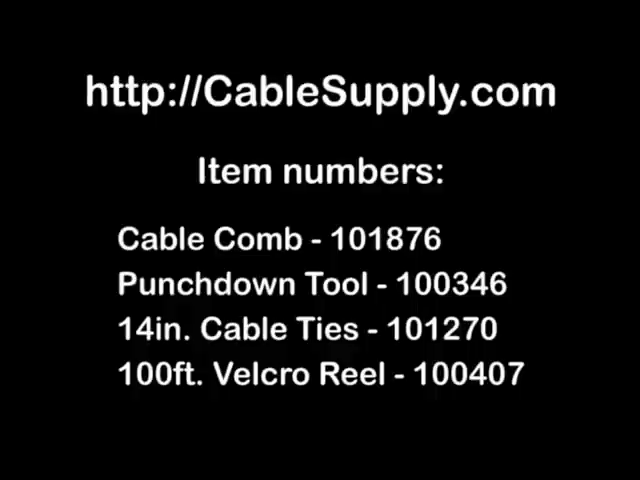 http://CableSupply.com
Item numbers:
Cable Comb - 101876
Punchdown Tool - 100346
14in. Cable Ties - 101270
100ft. Velcro Reel - 100407